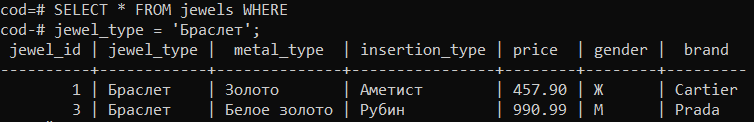 cod=# SELECT * FROM jewels WHERE
cod-# jewel_type = 'Браслет';
 jewel_id | jewel_type |  metal_type  | insertion_type | price  | gender |  brand
----------+------------+--------------+----------------+--------+--------+---------
        1 | Браслет    | Золото       | Аметист        | 457.90 | Ж      | Cartier
        3 | Браслет    | Белое золото | Рубин          | 990.99 | М      | Prada